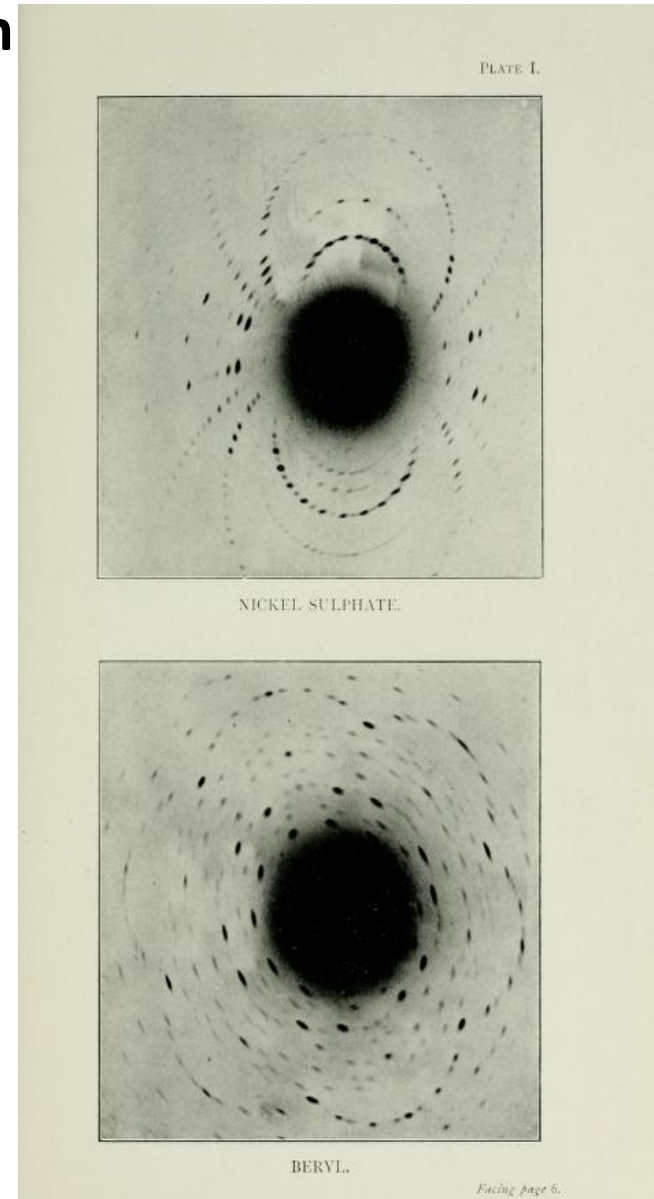 n
PLATE I.
NICKEL SULPHATE.
BERYL.
Facing page 6.